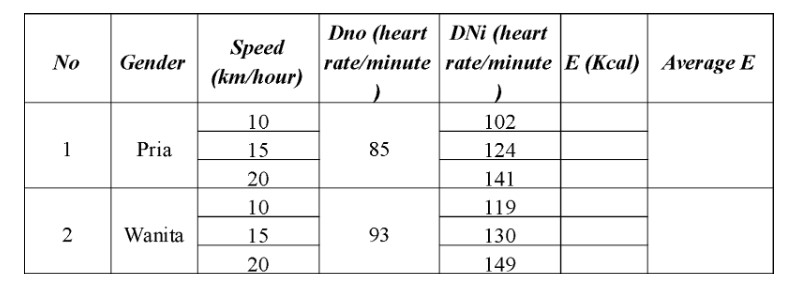 No Gender Speed (km/hour) Dno (heart rate/minute ) DNi (heart rate/minute ) E (Kcal) Average E
1 Pria 10 85 102
15 124
20 141
2 Wanita 10 93 119
15 130
20 149